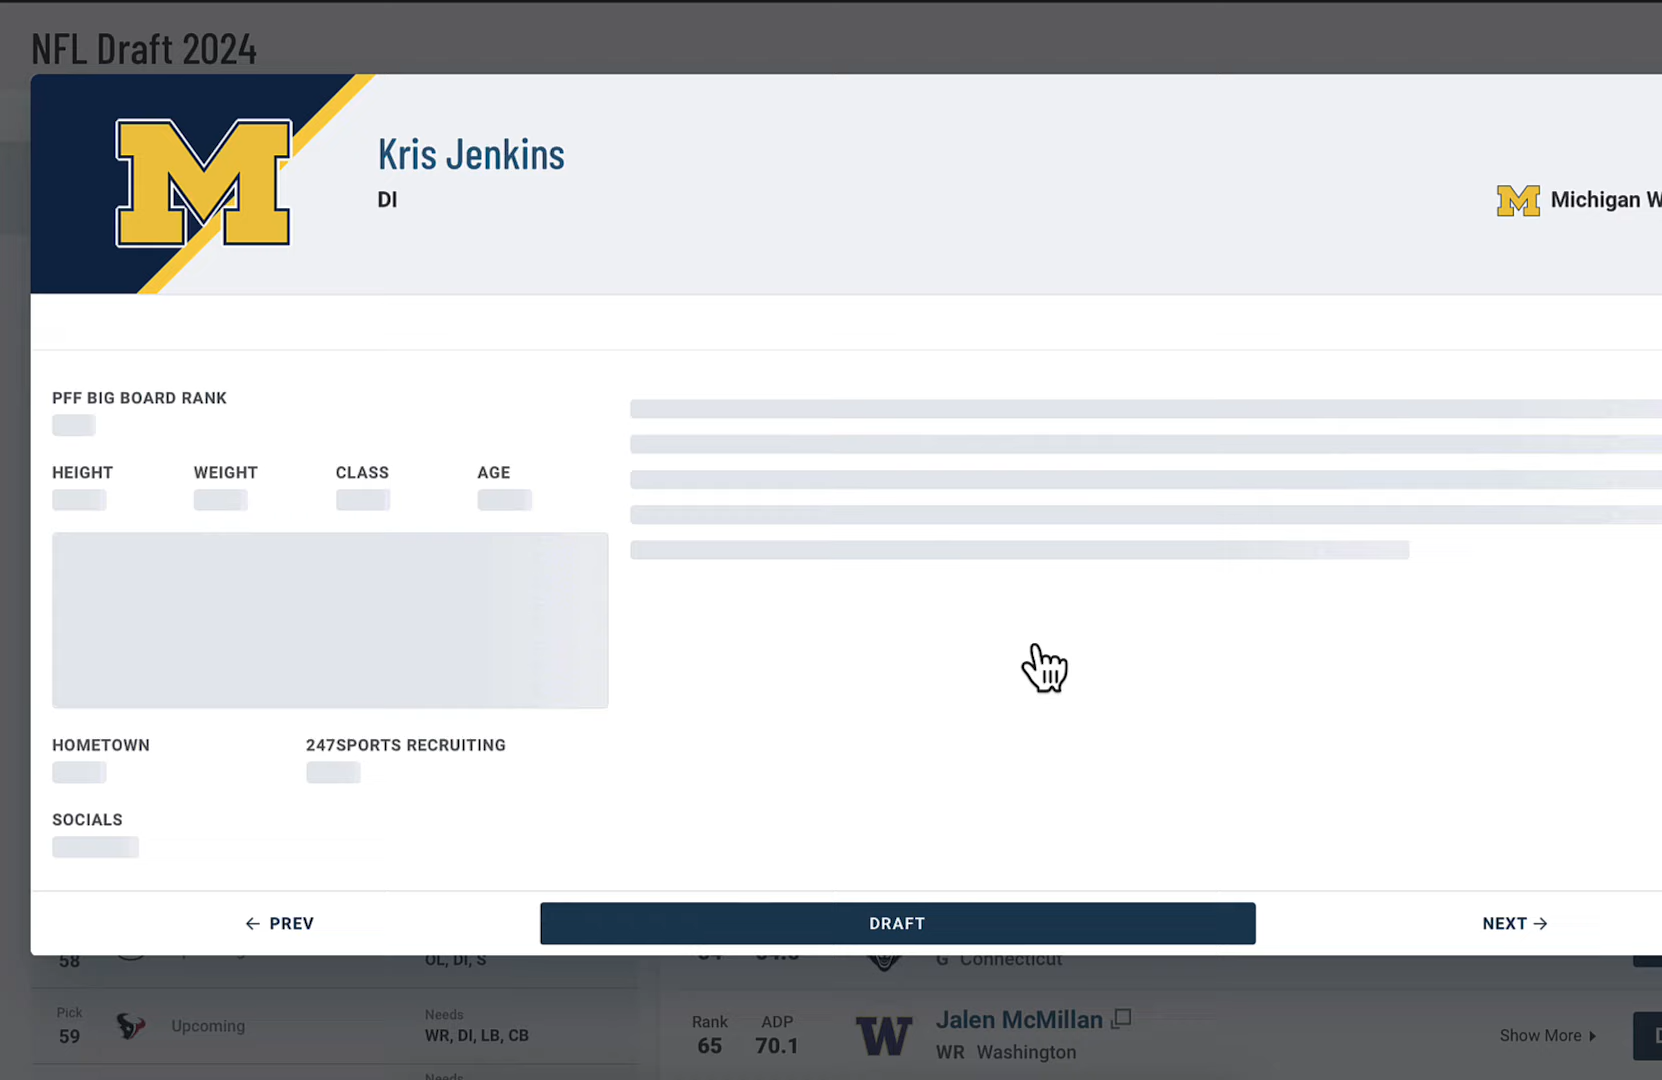 NFL Draft 2024
Kris Jenkins
DI
Michigan W
PFF BIG BOARD RANK
HEIGHT WEIGHT CLASS AGE
HOMETOWN 247SPORTS RECRUITING
SOCIALS
← PREV DRAFT NEXT →
58 OL, DI, S G Connecticut
Pick 59 Upcoming Needs WR, DI, LB, CB
Rank 65 ADP 70.1 W Jalen McMillan Show More
WR Washington
Needs